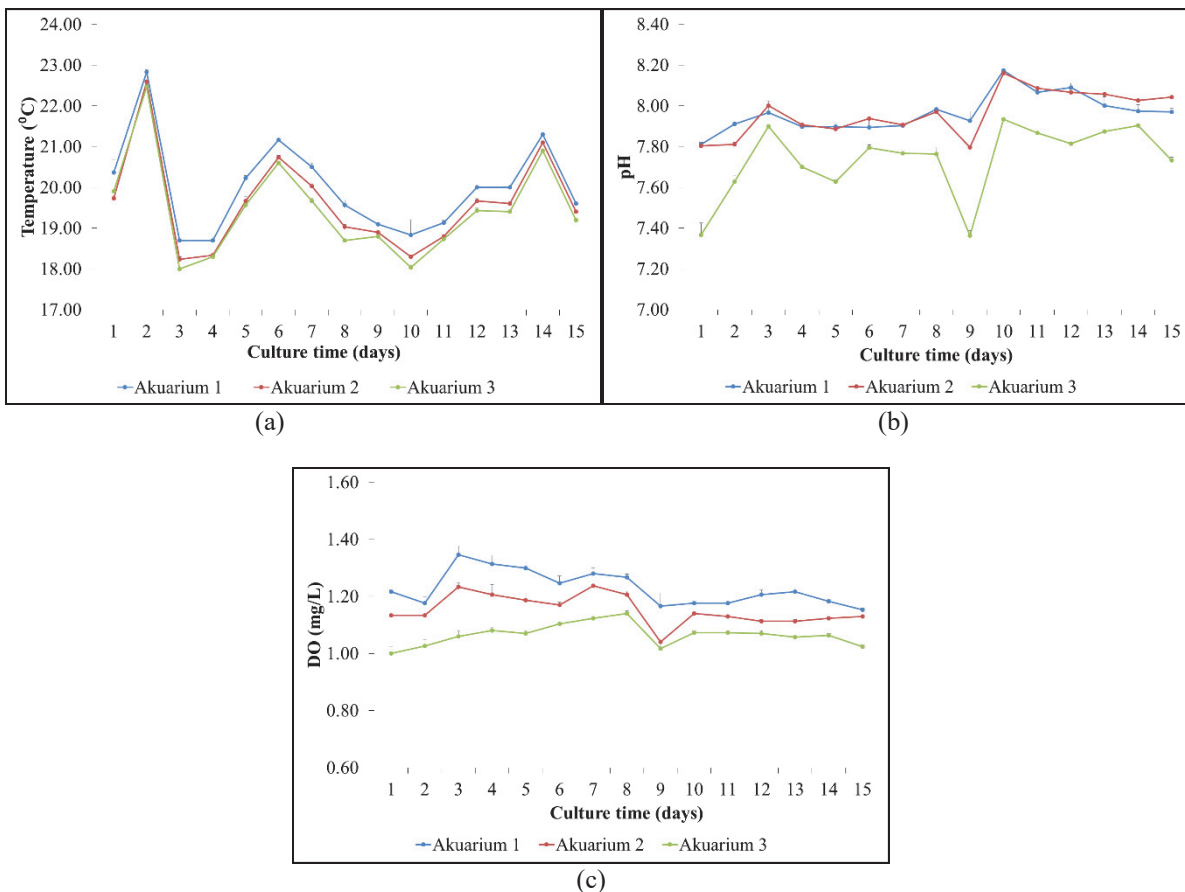 24.00
23.00
22.00
21.00
20.00
19.00
18.00
17.00
Temperature (⁰C)
1 2 3 4 5 6 7 8 9 10 11 12 13 14 15
Culture time (days)
Akuarium 1 Akuarium 2 Akuarium 3
(a)
8.40
8.20
8.00
7.80
7.60
7.40
7.20
7.00
pH
1 2 3 4 5 6 7 8 9 10 11 12 13 14 15
Culture time (days)
Akuarium 1 Akuarium 2 Akuarium 3
(b)
1.60
1.40
1.20
1.00
0.80
0.60
DO (mg/L)
1 2 3 4 5 6 7 8 9 10 11 12 13 14 15
Culture time (days)
Akuarium 1 Akuarium 2 Akuarium 3
(c)